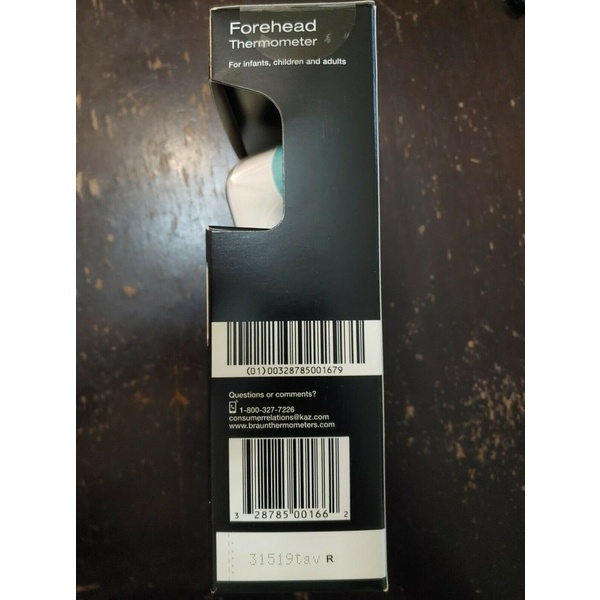 Forehead
Thermometer
For infants, children and adults
(01)00328785001679
Questions or comments?
1-800-327-7226
consumerrelations@kaz.com
www.braunthermometers.com
3 28785 00166 2
31519tav R